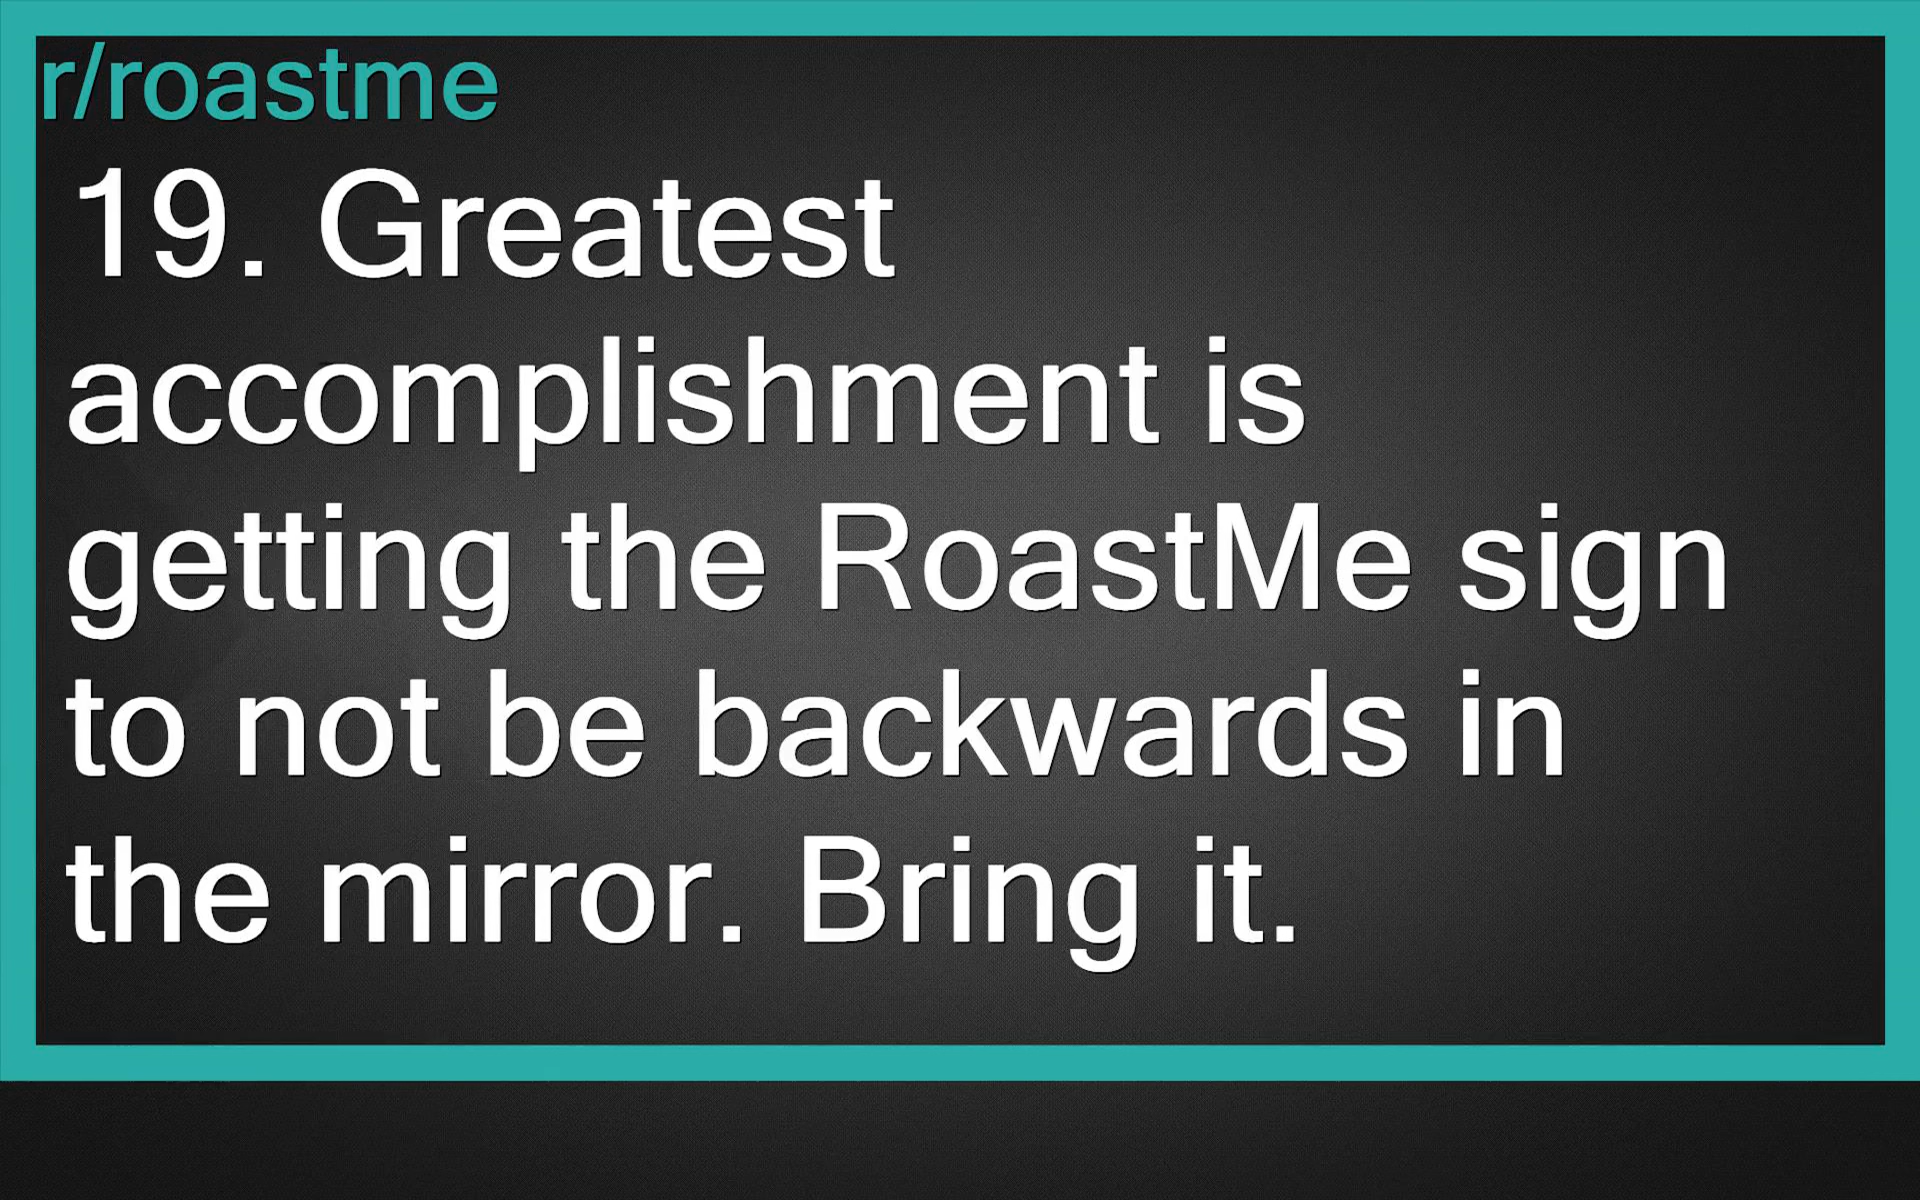 r/roastme
19. Greatest
accomplishment is
getting the RoastMe sign
to not be backwards in
the mirror. Bring it.